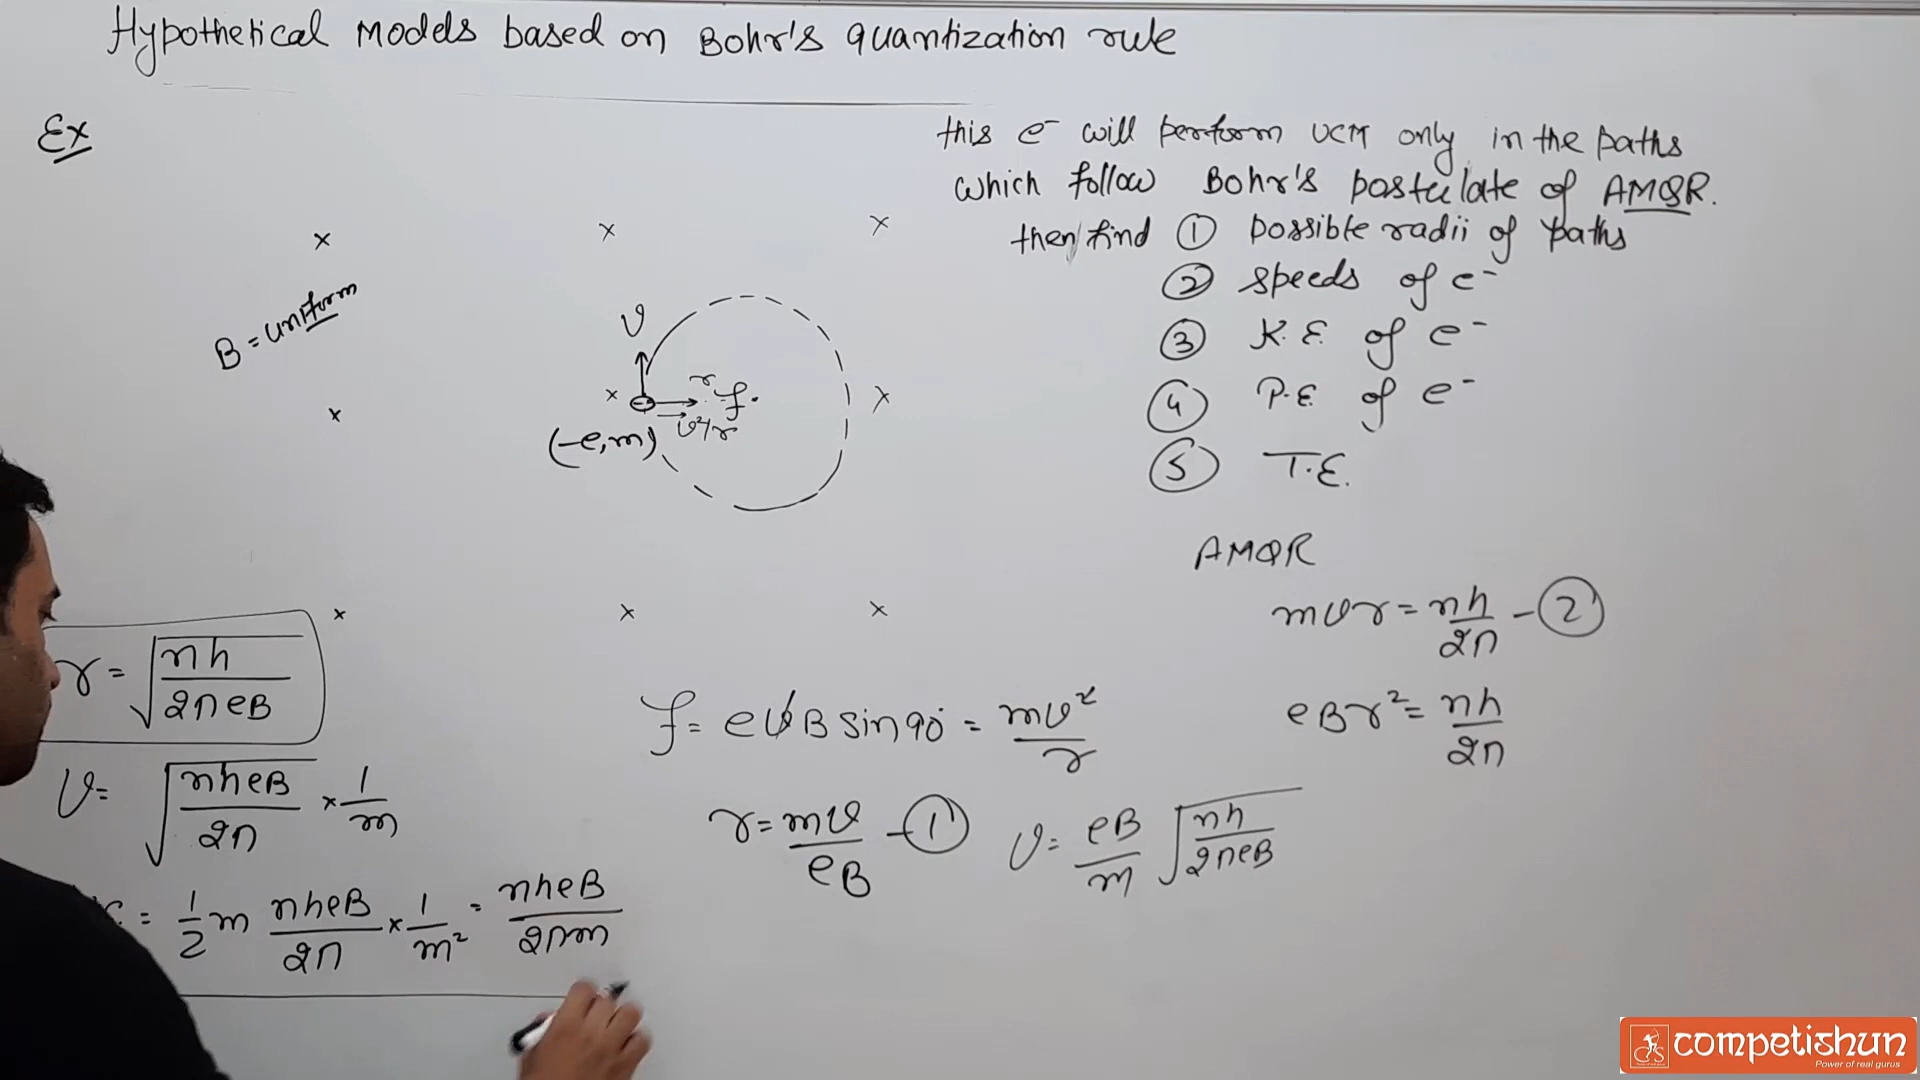 Hypothetical Models based on Bohr's quantization rule
Ex
this e⁻ will perform UCM only in the paths
which follow Bohr's postulate of AMQR.
then find ① possible radii of paths
② speeds of e⁻
③ K.E. of e⁻
④ P.E. of e⁻
⑤ T.E.
x x x
B = uniform
v
x x r f x
v²/r
(-e,m)
x x x
AMQR
mvr = nh/2π - ②
eBr² = nh/2π
f = evB sin90° = mv²/r
r = mv/eB - ①
v = eB/m √(nh/2πeB)
r = √(nh/2πeB)
v = √(nheB/2π) × 1/m
= 1/2 m nheB/2π × 1/m² = nheB/2πm
competishun
Power of real gurus